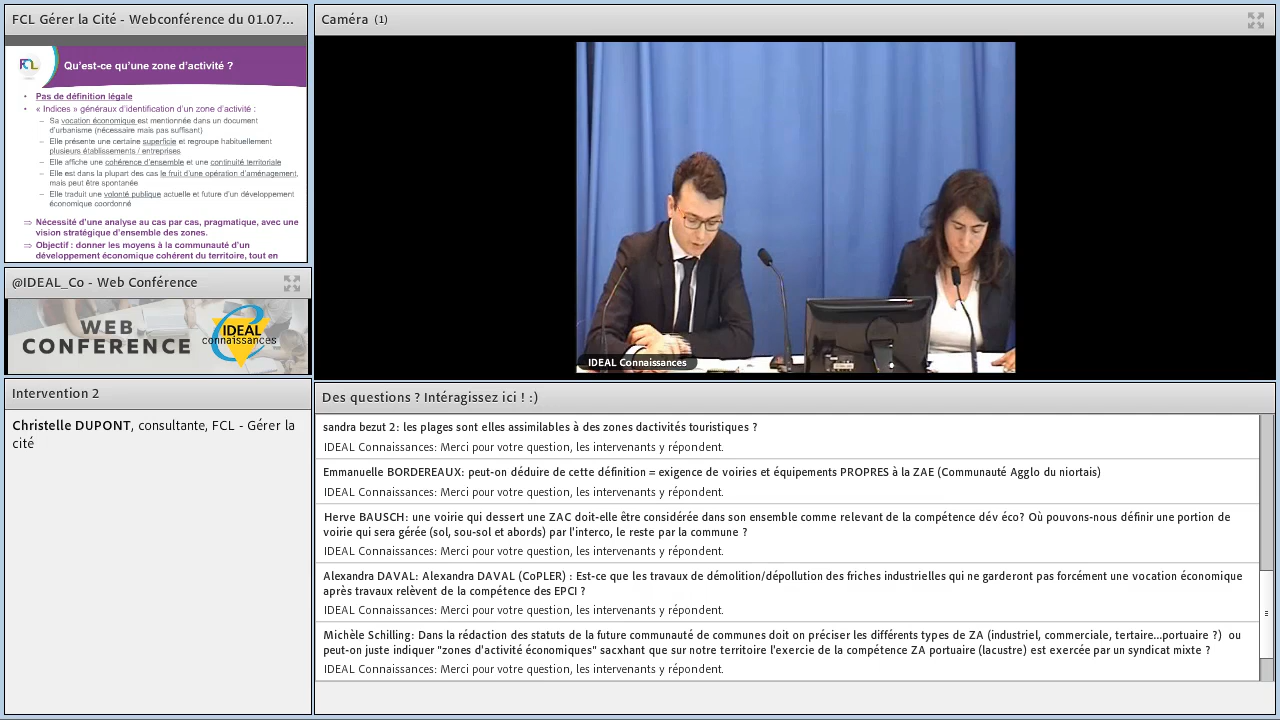 FCL Gérer la Cité - Webconférence du 01.07...
FCL
Qu'est-ce qu'une zone d'activité ?
• Pas de définition légale
• « Indices » généraux d'identification d'un zone d'activité :
– Sa vocation économique est mentionnée dans un document
d'urbanisme (nécessaire mais pas suffisant)
– Elle présente une certaine superficie et regroupe habituellement
plusieurs établissements / entreprises
– Elle affiche une cohérence d'ensemble et une continuité territoriale
– Elle est dans la plupart des cas le fruit d'une opération d'aménagement,
mais peut être spontanée
– Elle traduit une volonté publique actuelle et future d'un développement
économique coordonné
⇒ Nécessité d'une analyse au cas par cas, pragmatique, avec une
vision stratégique d'ensemble des zones.
⇒ Objectif : donner les moyens à la communauté d'un
développement économique cohérent du territoire, tout en
@IDEAL_Co - Web Conférence
WEB
CONFERENCE
IDEAL
connaissances
Intervention 2
Christelle DUPONT, consultante, FCL - Gérer la
cité
Caméra (1)
IDEAL Connaissances
Des questions ? Intéragissez ici ! :)
sandra bezut 2: les plages sont elles assimilables à des zones dactivités touristiques ?
IDEAL Connaissances: Merci pour votre question, les intervenants y répondent.
Emmanuelle BORDEREAUX: peut-on déduire de cette définition = exigence de voiries et équipements PROPRES à la ZAE (Communauté Agglo du niortais)
IDEAL Connaissances: Merci pour votre question, les intervenants y répondent.
Herve BAUSCH: une voirie qui dessert une ZAC doit-elle être considérée dans son ensemble comme relevant de la compétence dév éco? Où pouvons-nous définir une portion de
voirie qui sera gérée (sol, sou-sol et abords) par l'interco, le reste par la commune ?
IDEAL Connaissances: Merci pour votre question, les intervenants y répondent.
Alexandra DAVAL: Alexandra DAVAL (CoPLER) : Est-ce que les travaux de démolition/dépollution des friches industrielles qui ne garderont pas forcément une vocation économique
après travaux relèvent de la compétence des EPCI ?
IDEAL Connaissances: Merci pour votre question, les intervenants y répondent.
Michèle Schilling: Dans la rédaction des statuts de la future communauté de communes doit on préciser les différents types de ZA (industriel, commerciale, tertaire...portuaire ?) ou
peut-on juste indiquer "zones d'activité économiques" sacxhant que sur notre territoire l'exercie de la compétence ZA portuaire (lacustre) est exercée par un syndicat mixte ?
IDEAL Connaissances: Merci pour votre question, les intervenants y répondent.